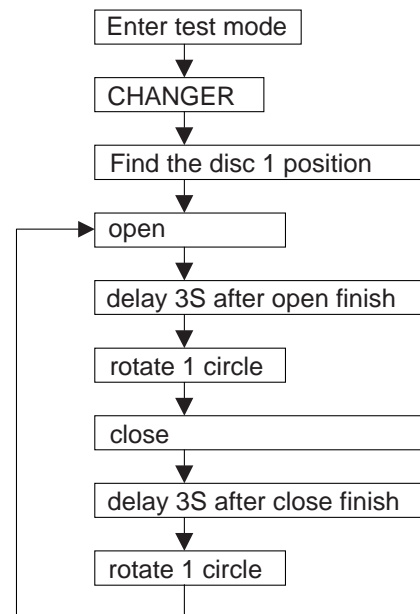 Enter test mode
CHANGER
Find the disc 1 position
open
delay 3S after open finish
rotate 1 circle
close
delay 3S after close finish
rotate 1 circle